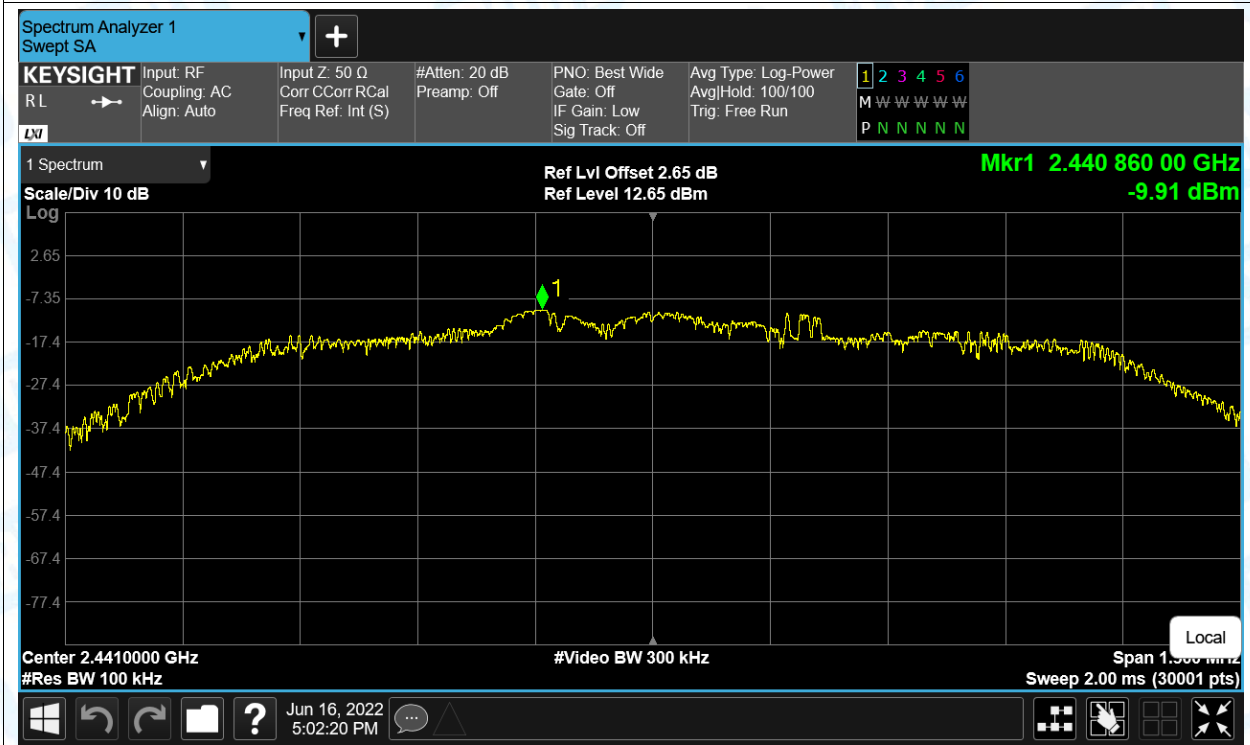 Spectrum Analyzer 1
Swept SA
KEYSIGHT
R L
LXI
Input: RF
Coupling: AC
Align: Auto
Input Z: 50 Ω
Corr CCorr RCal
Freq Ref: Int (S)
#Atten: 20 dB
Preamp: Off
PNO: Best Wide
Gate: Off
IF Gain: Low
Sig Track: Off
Avg Type: Log-Power
Avg|Hold: 100/100
Trig: Free Run
1 2 3 4 5 6
M W W W W W
P N N N N N
1 Spectrum
Scale/Div 10 dB
Log
Ref Lvl Offset 2.65 dB
Ref Level 12.65 dBm
Mkr1 2.440 860 00 GHz
-9.91 dBm
2.65
-7.35
1
-17.4
-27.4
-37.4
-47.4
-57.4
-67.4
-77.4
Local
Center 2.4410000 GHz
#Video BW 300 kHz
Span
#Res BW 100 kHz
Sweep 2.00 ms (30001 pts)
?
Jun 16, 2022
5:02:20 PM